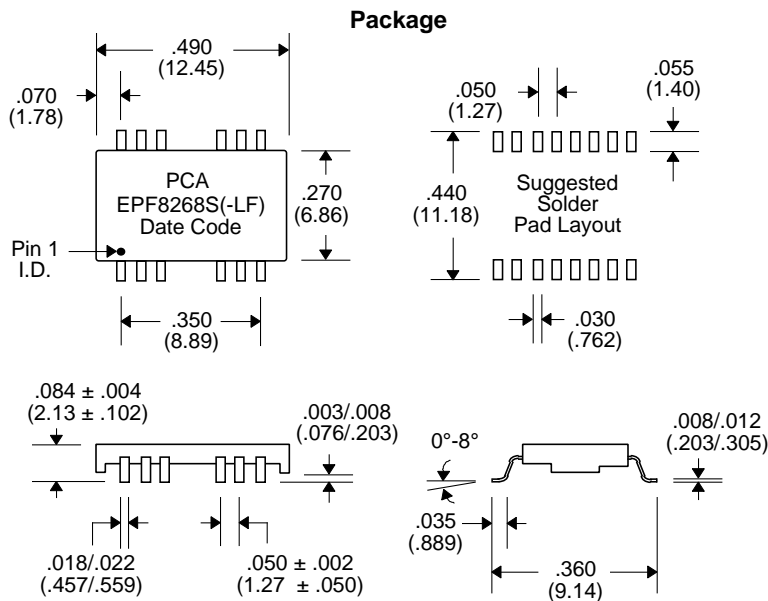 Package
.490
(12.45)
.070
(1.78)
PCA
EPF8268S(-LF)
Date Code
Pin 1
I.D.
.270
(6.86)
.350
(8.89)
.050
(1.27)
.055
(1.40)
.440
(11.18)
Suggested
Solder
Pad Layout
.030
(.762)
.084 ± .004
(2.13 ± .102)
.003/.008
(.076/.203)
.018/.022
(.457/.559)
.050 ± .002
(1.27 ± .050)
0°-8°
.008/.012
(.203/.305)
.035
(.889)
.360
(9.14)